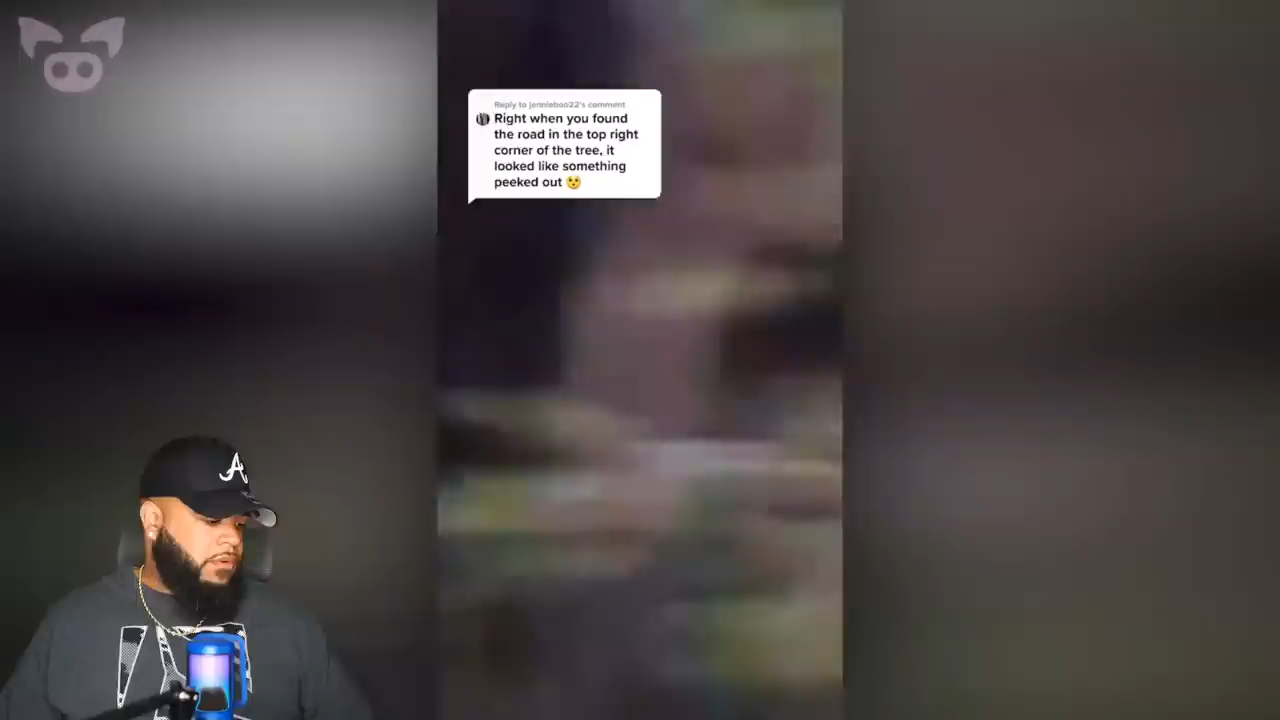 Reply to jennieboo22's comment
Right when you found
the road in the top right
corner of the tree, it
looked like something
peeked out 😯
A